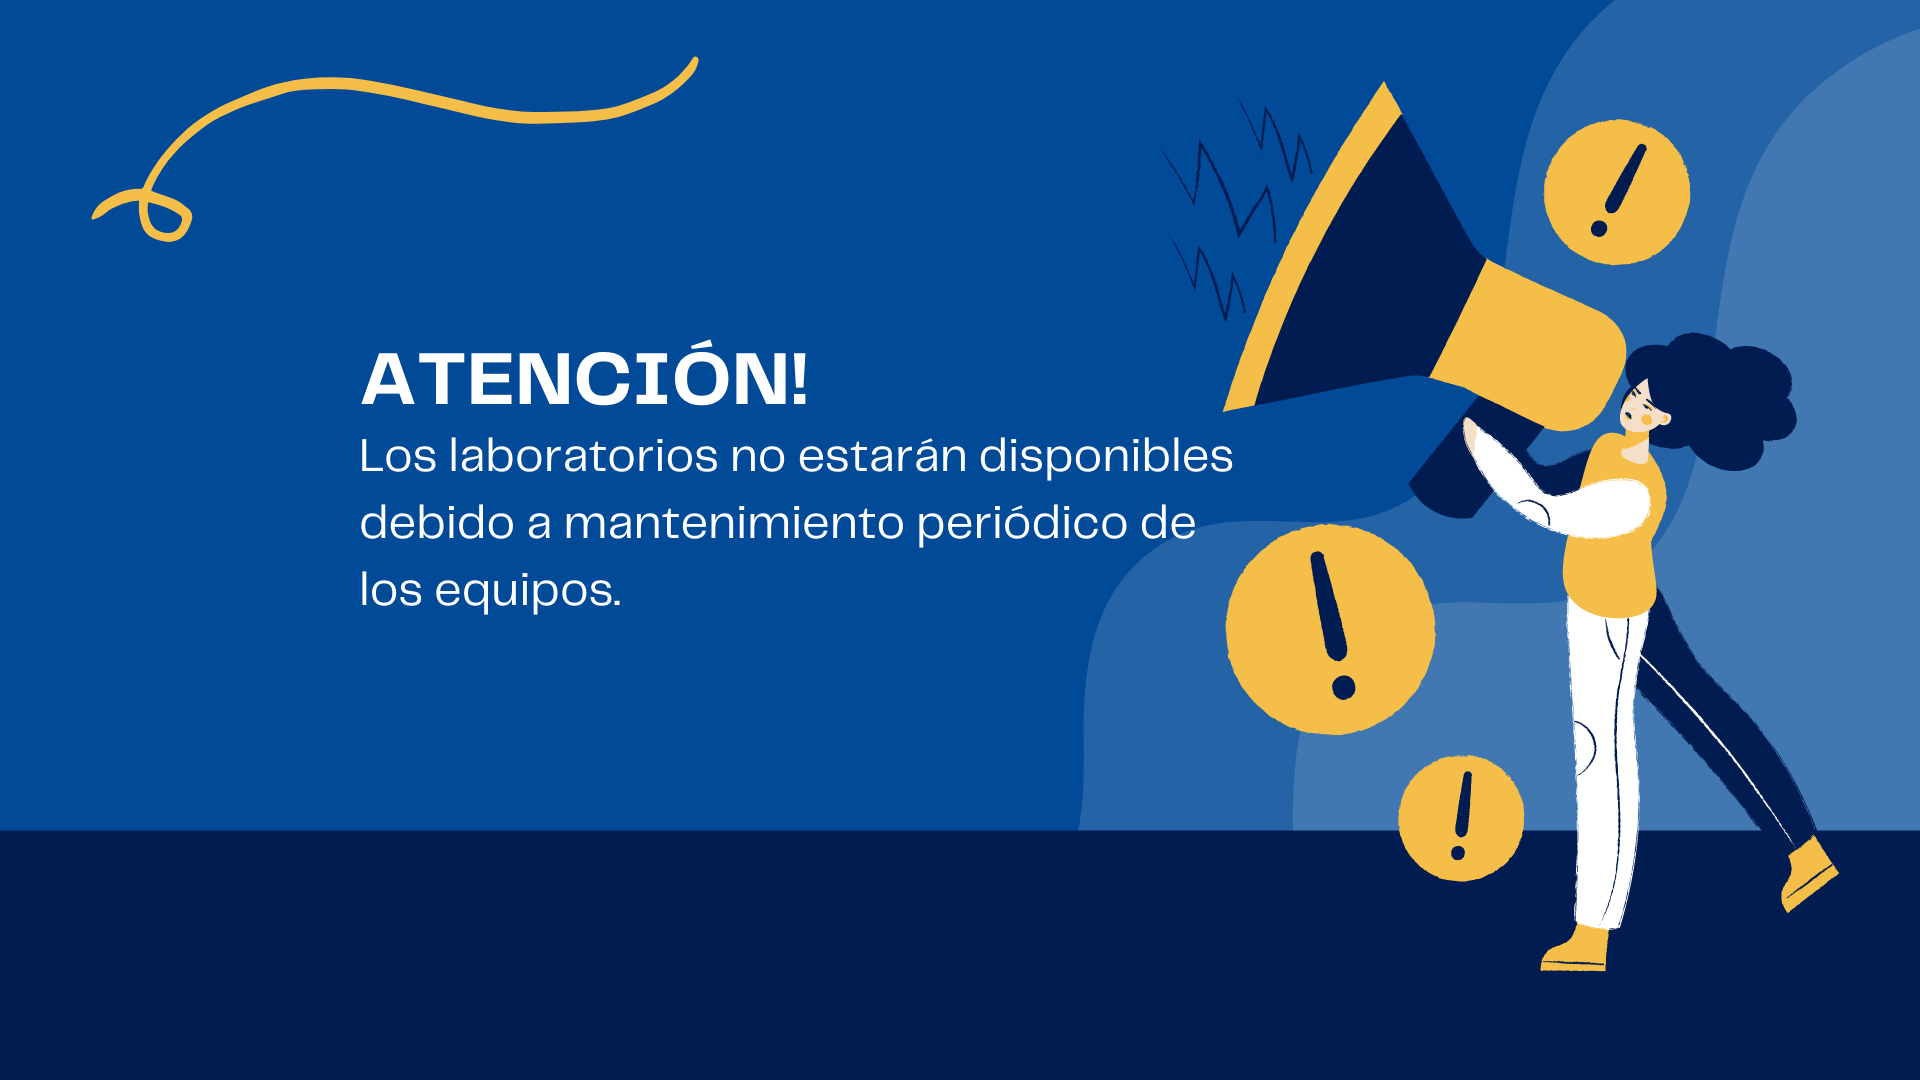 ATENCIÓN!
Los laboratorios no estarán disponibles
debido a mantenimiento periódico de
los equipos.
!
!
!